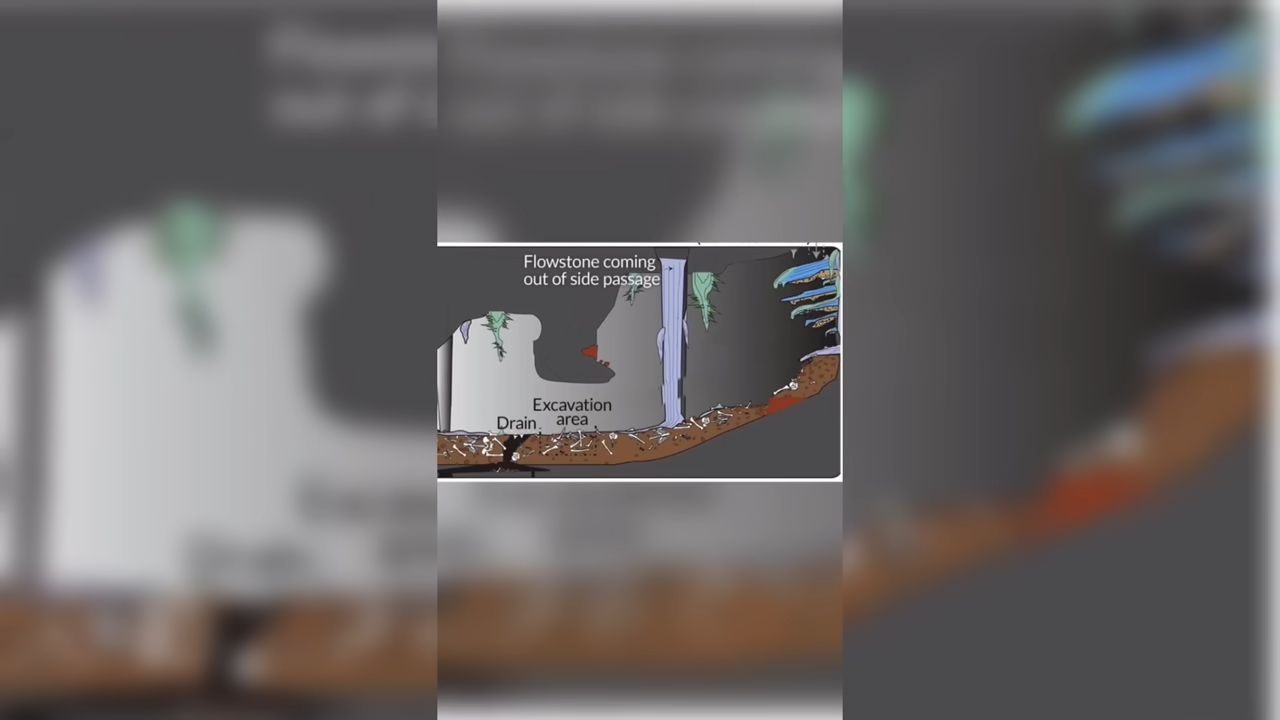 Flowstone coming
out of side passage
Excavation
area
Drain